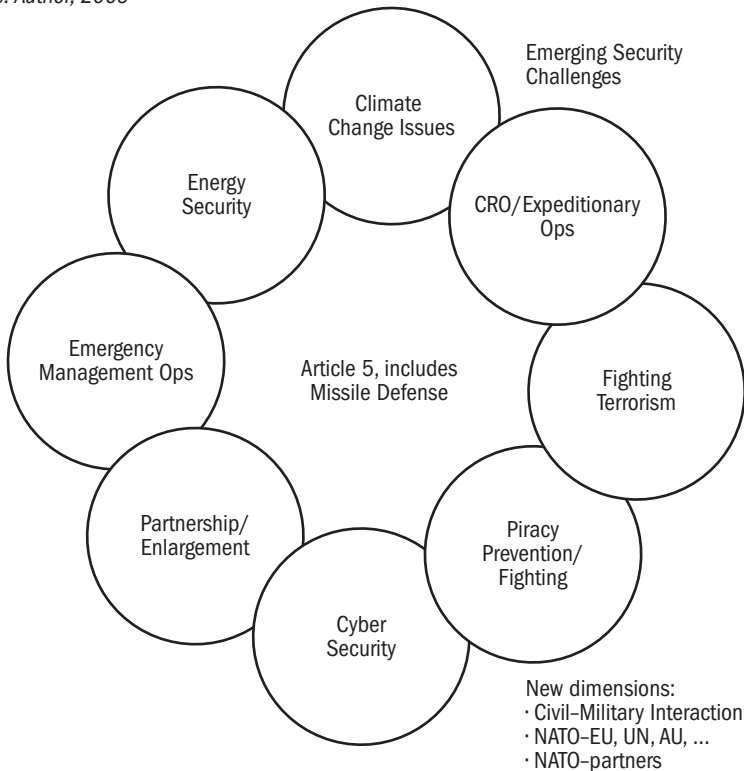 Emerging Security
Challenges
Climate
Change Issues
Energy
Security
CRO/Expeditionary
Ops
Emergency
Management Ops
Article 5, includes
Missile Defense
Fighting
Terrorism
Partnership/
Enlargement
Piracy
Prevention/
Fighting
Cyber
Security
New dimensions:
· Civil–Military Interaction
· NATO–EU, UN, AU, ...
· NATO–partners